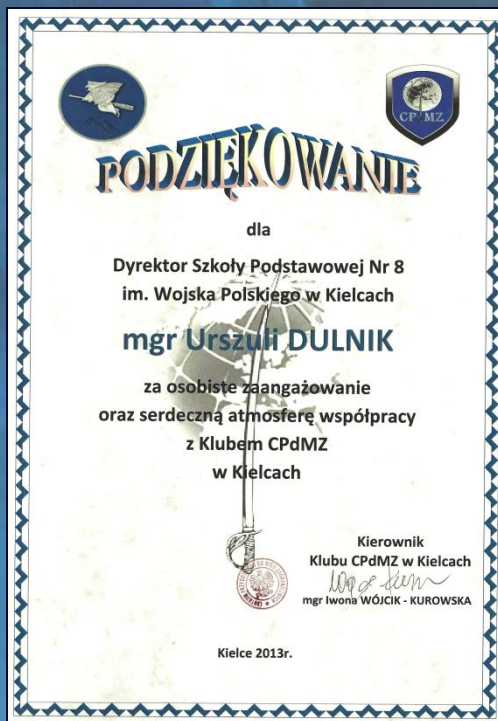 CPdMZ
PODZIĘKOWANIE
dla
Dyrektor Szkoły Podstawowej Nr 8
im. Wojska Polskiego w Kielcach
mgr Urszuli DULNIK
za osobiste zaangażowanie
oraz serdeczną atmosferę współpracy
z Klubem CPdMZ
w Kielcach
Kierownik
Klubu CPdMZ w Kielcach
mgr Iwona WÓJCIK - KUROWSKA
Kielce 2013r.